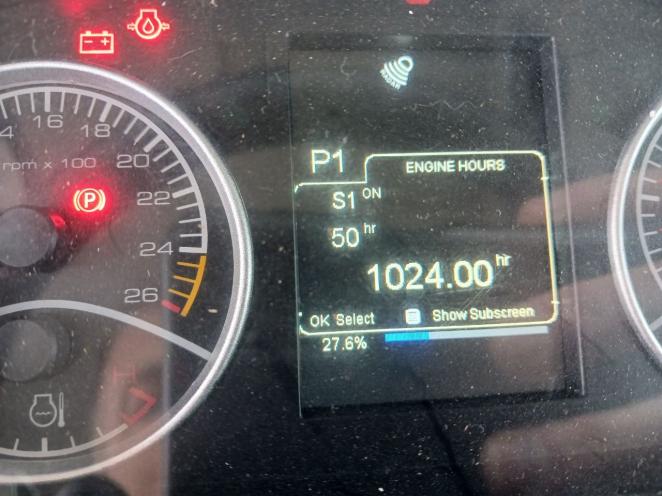 RADAR
4
16
18
20
22
24
26
rpm x 100
P
H
P1
ENGINE HOURS
S1 ON
50 hr
1024.00 hr
OK Select
Show Subscreen
27.6%